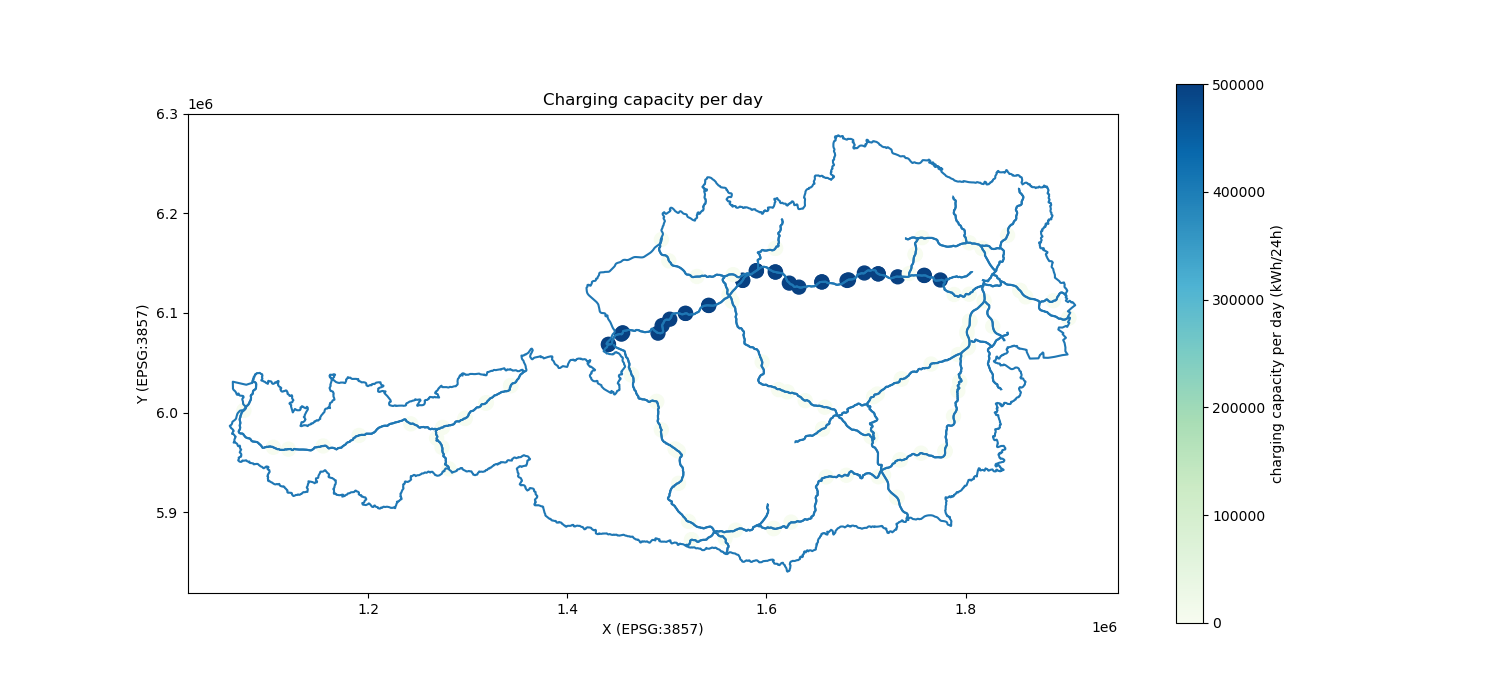 Charging capacity per day
1e6
6.3
6.2
6.1
6.0
5.9
Y (EPSG:3857)
1.2
1.4
1.6
1.8
1e6
X (EPSG:3857)
500000
400000
300000
200000
100000
0
charging capacity per day (kWh/24h)